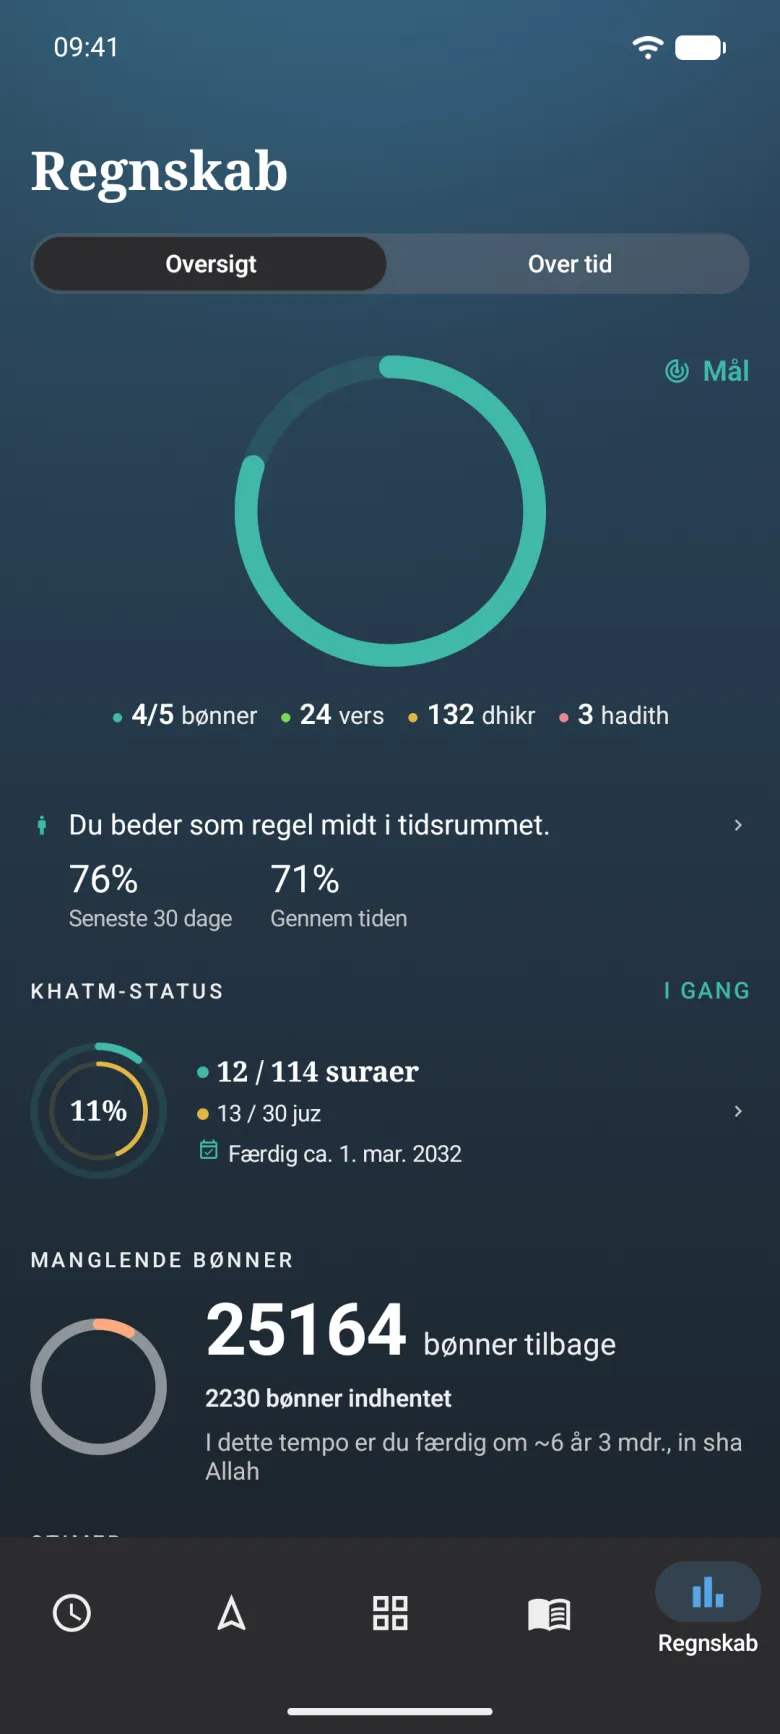 09:41
Regnskab
Oversigt
Over tid
Mål
4/5 bønner
24 vers
132 dhikr
3 hadith
Du beder som regel midt i tidsrummet.
76%
71%
Seneste 30 dage
Gennem tiden
KHATM-STATUS
I GANG
11%
12 / 114 suraer
13 / 30 juz
Færdig ca. 1. mar. 2032
MANGLENDE BØNNER
25164 bønner tilbage
2230 bønner indhentet
I dette tempo er du færdig om ~6 år 3 mdr., in sha
Allah
Regnskab